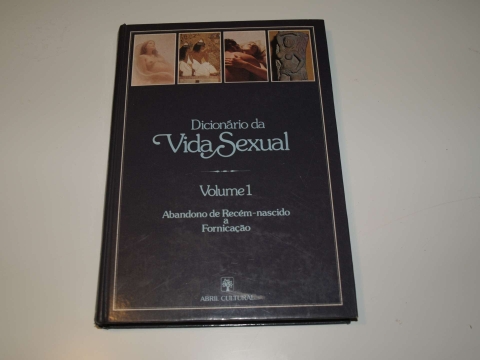 Dicionário da
Vida Sexual
Volume 1
Abandono de Recém-nascido
a
Fornicação
ABRIL CULTURAL